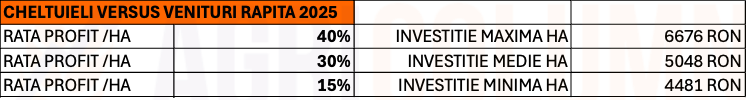 CHELTUIELI VERSUS VENITURI RAPITA 2025
RATA PROFIT /HA 40% INVESTITIE MAXIMA HA 6676 RON
RATA PROFIT /HA 30% INVESTITIE MEDIE HA 5048 RON
RATA PROFIT /HA 15% INVESTITIE MINIMA HA 4481 RON